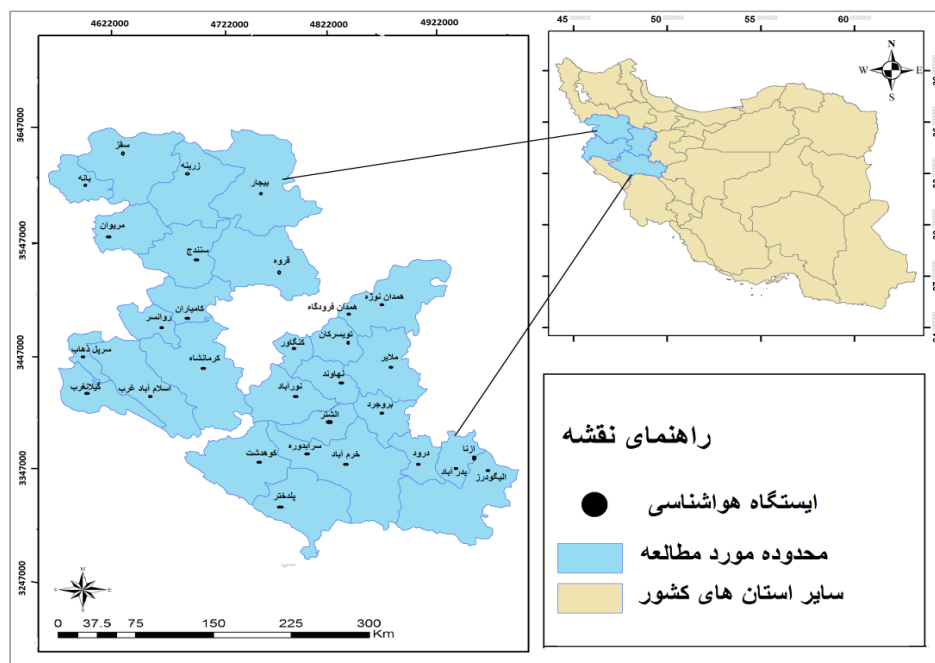 4622000 4722000 4822000 4922000
3647000
3547000
3447000
3347000
3247000
سقز
زرینه
بانه
بیجار
مریوان
سنندج
قروه
همدان نوژه
همدان فرودگاه
کامیاران
روانسر
تویسرکان
کنگاور
سرپل ذهاب
کرمانشاه
ملایر
نهاوند
گیلانغرب
اسلام آباد غرب
نورآباد
بروجرد
الشتر
ازنا
سرابدوره
کوهدشت
خرم آباد
درود
بدر آباد
الیگودرز
پلدختر
N
W E
S
0 37.5 75 150 225 300
Km
45 50 55 60
N
W E
S
راهنمای نقشه
ایستگاه هواشناسی
محدوده مورد مطالعه
سایر استان های کشور